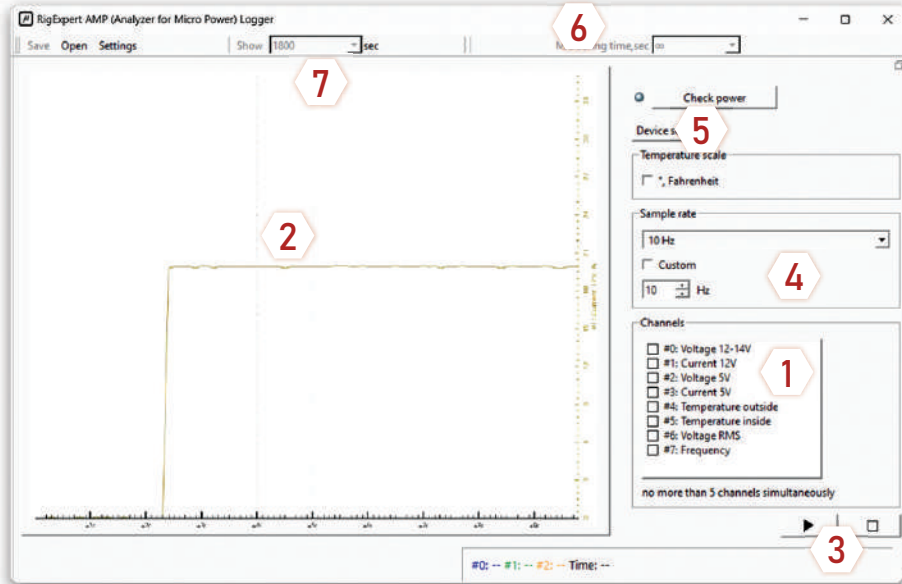 RigExpert AMP (Analyzer for Micro Power) Logger
6
Save Open Settings Show 1800 sec time,sec ∞
7
Check power
5
Device
Temperature scale
°, Fahrenheit
2
Sample rate
10 Hz
Custom
4
10 Hz
Channels
#0: Voltage 12-14V
#1: Current 12V
1
#2: Voltage 5V
#3: Current 5V
#4: Temperature outside
#5: Temperature inside
#6: Voltage RMS
#7: Frequency
no more than 5 channels simultaneously
3
#0: -- #1: -- #2: -- Time: --